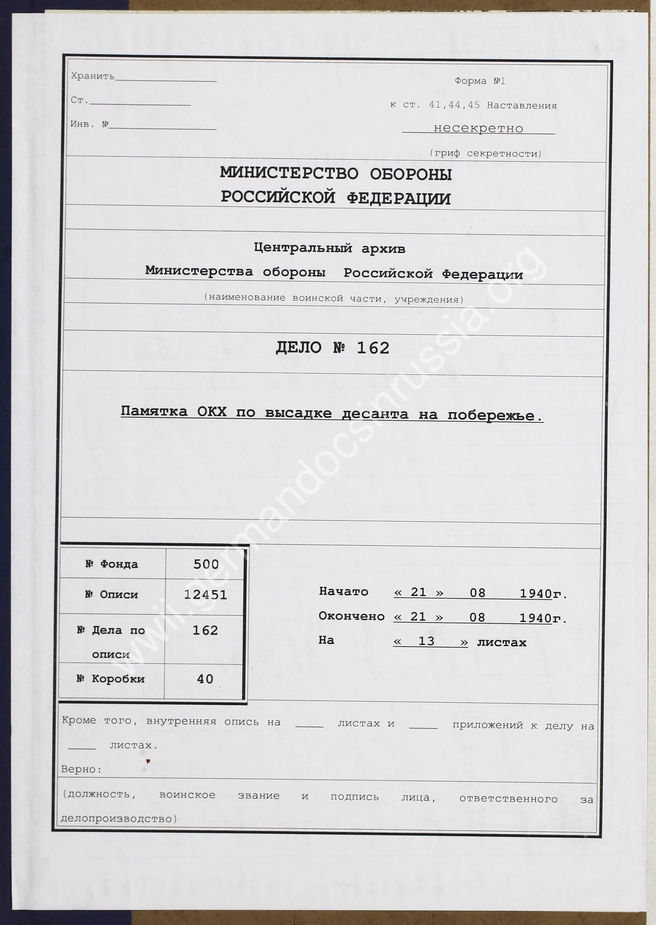 Хранить
Форма №1
Ст.
к ст. 41,44,45 Наставления
Инв. №
несекретно
(гриф секретности)
МИНИСТЕРСТВО ОБОРОНЫ
РОССИЙСКОЙ ФЕДЕРАЦИИ
Центральный архив
Министерства обороны Российской Федерации
(наименование воинской части, учреждения)
ДЕЛО № 162
Памятка ОКХ по высадке десанта на побережье.
№ Фонда 500
№ Описи 12451
№ Дела по описи 162
№ Коробки 40
Начато « 21 » 08 1940г.
Окончено « 21 » 08 1940г.
На « 13 » листах
Кроме того, внутренняя опись на ____ листах и ____ приложений к делу на
____ листах.
Верно:
(должность, воинское звание и подпись лица, ответственного за
делопроизводство)
wwii.germandocsinrussia.org